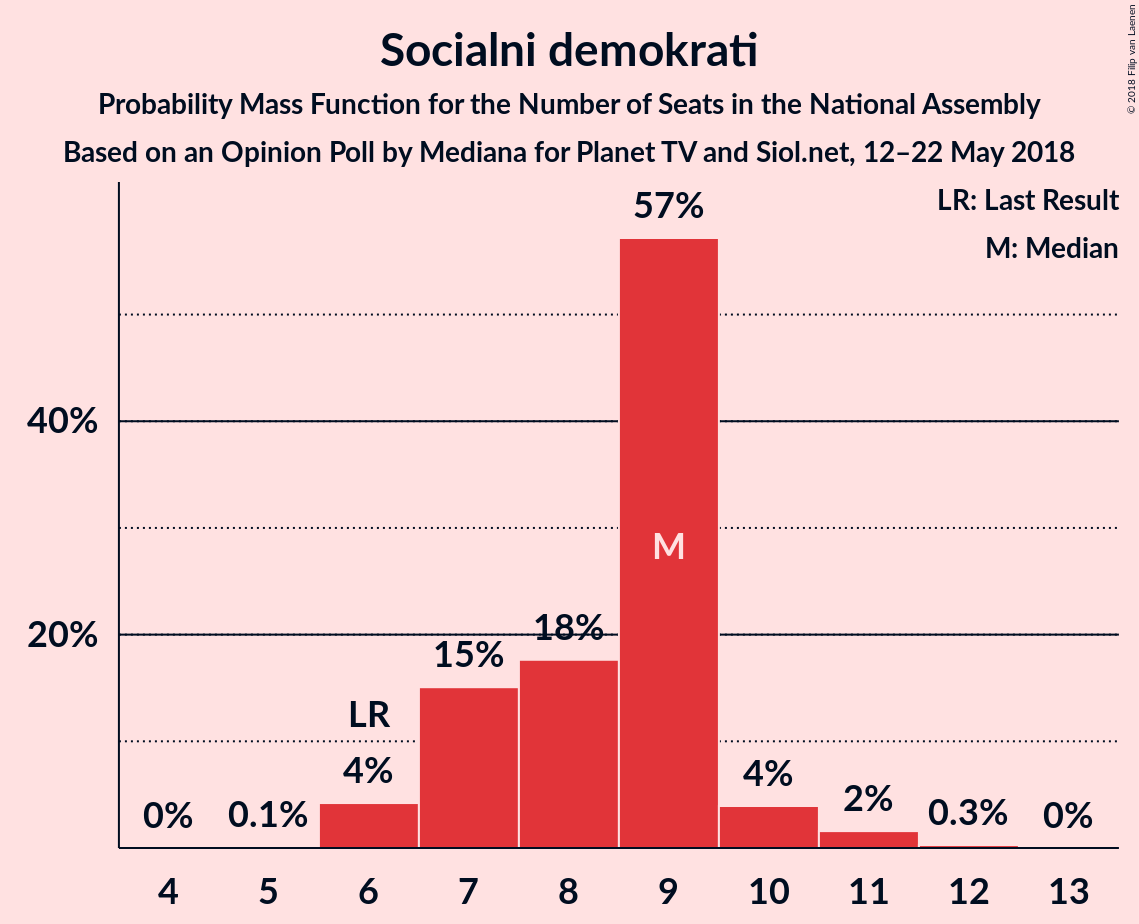 Socialni demokrati
Probability Mass Function for the Number of Seats in the National Assembly
Based on an Opinion Poll by Mediana for Planet TV and Siol.net, 12–22 May 2018
© 2018 Filip van Laenen
LR: Last Result
M: Median
57%
40%
M
20%
18%
15%
LR
4%
4%
2%
0%
0.1%
0.3%
0%
4 5 6 7 8 9 10 11 12 13